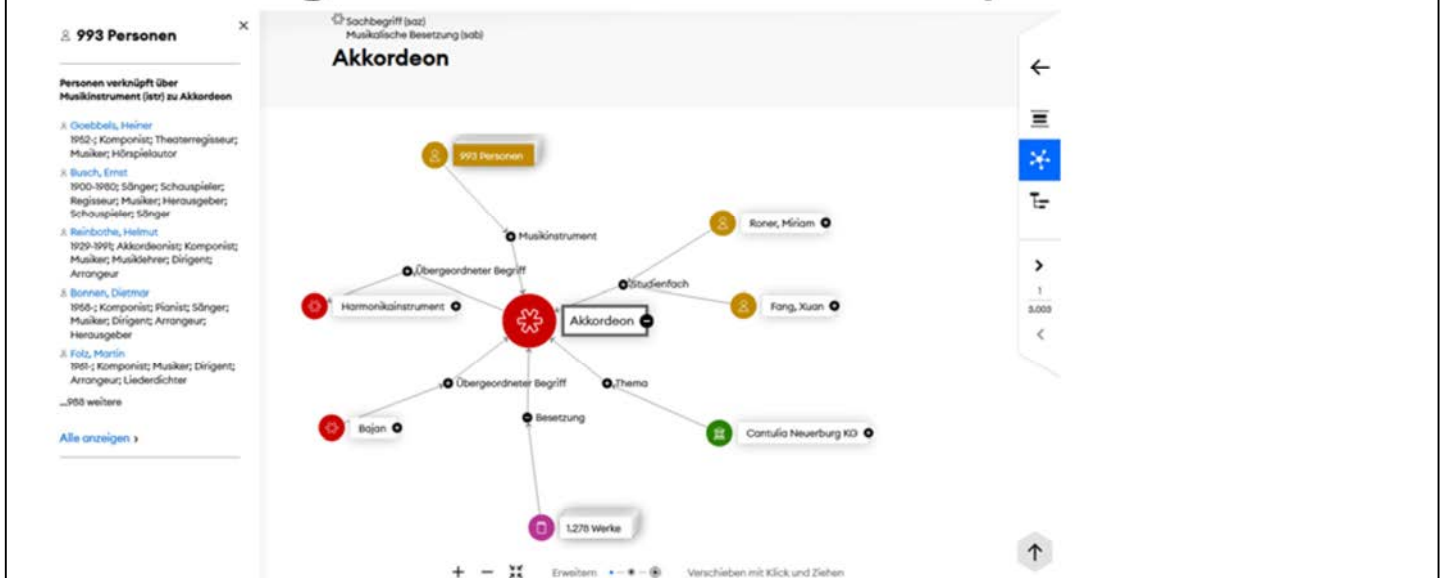 993 Personen
Personen verknüpft über
Musikinstrument (istr) zu Akkordeon
Goebbels, Heiner
1952-; Komponist; Theaterregisseur;
Musiker; Hörspielautor
Busch, Ernst
1900-1980; Sänger; Schauspieler;
Regisseur; Musiker; Herausgeber;
Schauspieler; Sänger
Reinbothe, Helmut
1929-1991; Akkordeonist; Komponist;
Musiker; Musiklehrer; Dirigent;
Arrangeur
Bonnen, Dietmar
1958-; Komponist; Pianist; Sänger;
Musiker; Dirigent; Arrangeur;
Herausgeber
Folz, Martin
1961-; Komponist; Musiker; Dirigent;
Arrangeur; Liederdichter
...988 weitere
Alle anzeigen ›
Sachbegriff (saz)
Musikalische Besetzung (sab)
Akkordeon
993 Personen
Roner, Miriam
Musikinstrument
Übergeordneter Begriff
Studienfach
Harmonikainstrument
Fang, Xuan
Akkordeon
Übergeordneter Begriff
Thema
Besetzung
Bajan
Cantulia Neuerburg KG
1.278 Werke
Erweitern
Verschieben mit Klick und Ziehen
1
3.003